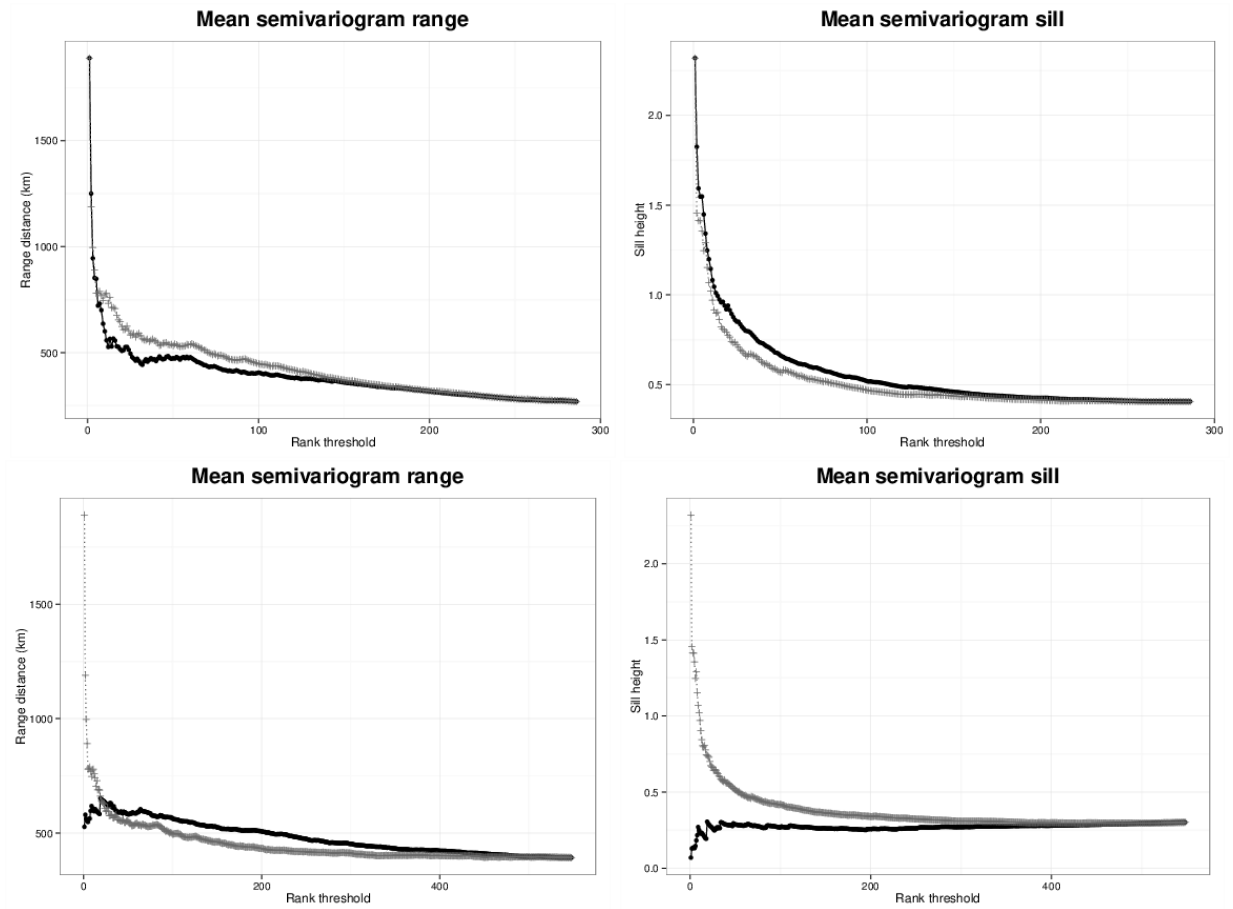 Mean semivariogram range
1500
1000
500
Range distance (km)
0 100 200 300
Rank threshold
Mean semivariogram sill
2.0
1.5
1.0
0.5
Sill height
0 100 200 300
Rank threshold
Mean semivariogram range
1500
1000
500
Range distance (km)
0 200 400
Rank threshold
Mean semivariogram sill
2.0
1.5
1.0
0.5
0.0
Sill height
0 200 400
Rank threshold